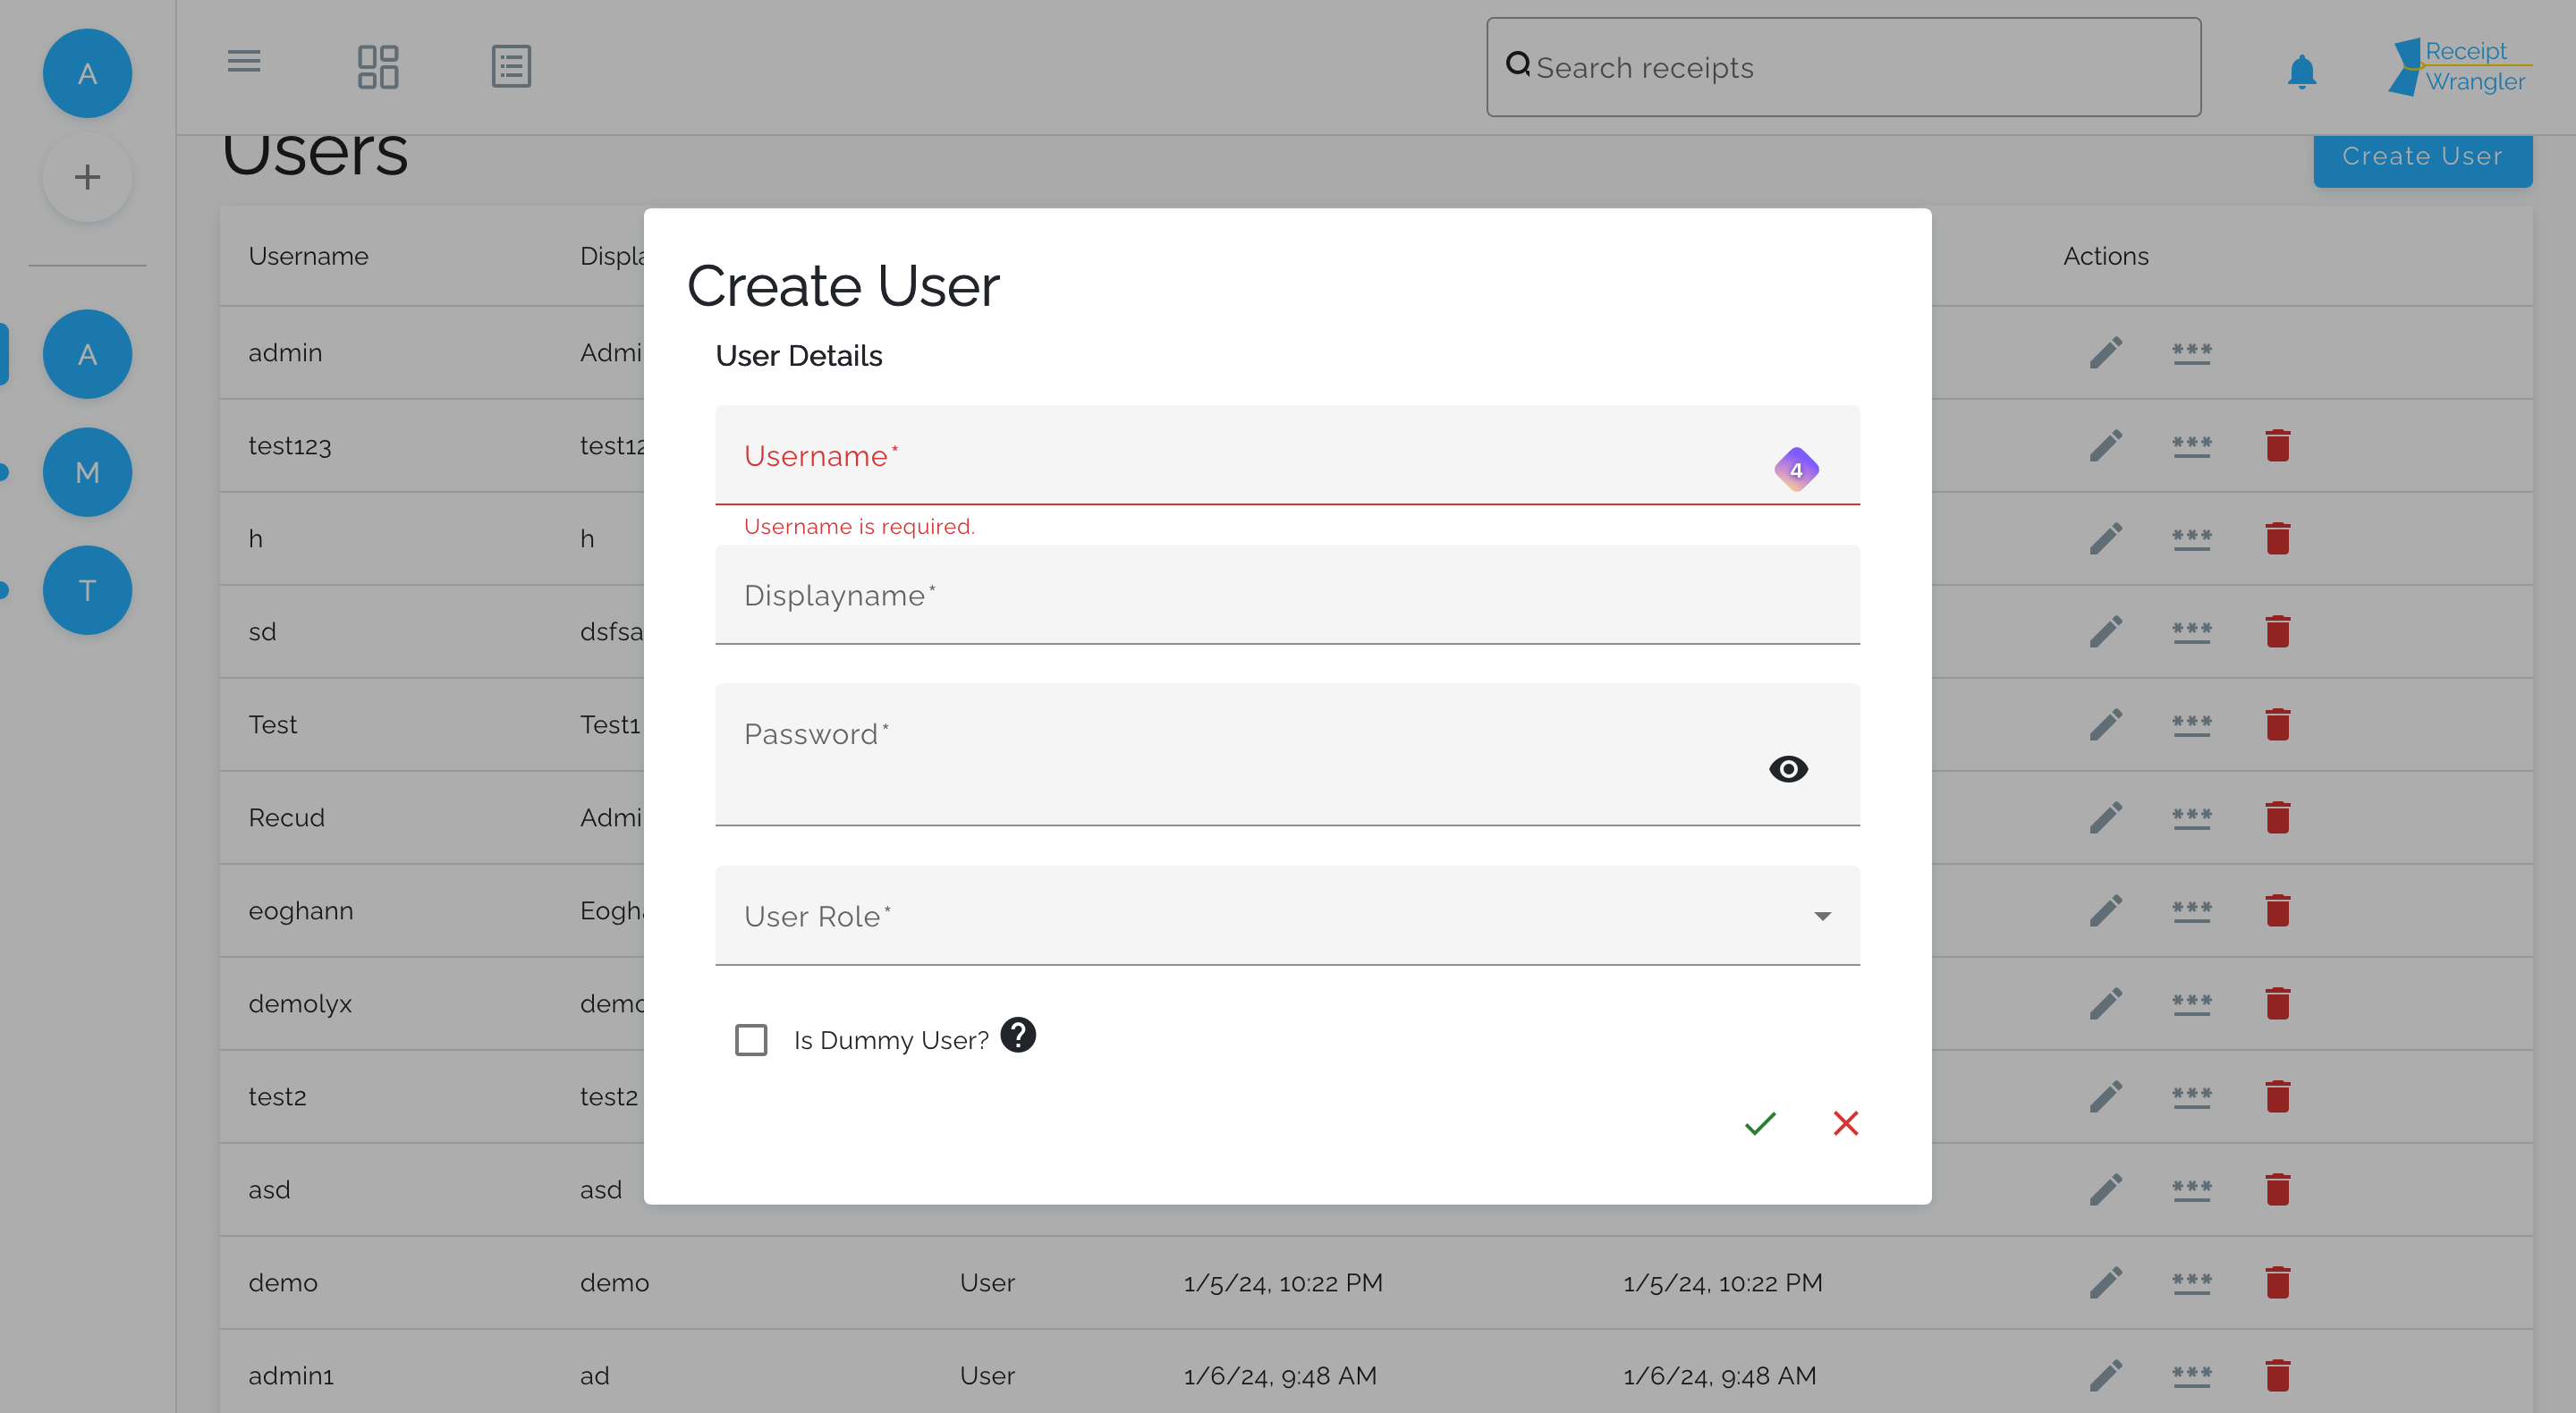 A
Search receipts
Receipt
Wrangler
+
Users
Create User
Username
Displa
Actions
Create User
User Details
Username*
4
Username is required.
Displayname*
Password*
User Role*
Is Dummy User? ?
A
M
T
admin Admi
test123 test12
h h
sd dsfsa
Test Test1
Recud Admi
eoghann Eogha
demolyx demo
test2 test2
asd asd
demo demo User 1/5/24, 10:22 PM 1/5/24, 10:22 PM
admin1 ad User 1/6/24, 9:48 AM 1/6/24, 9:48 AM